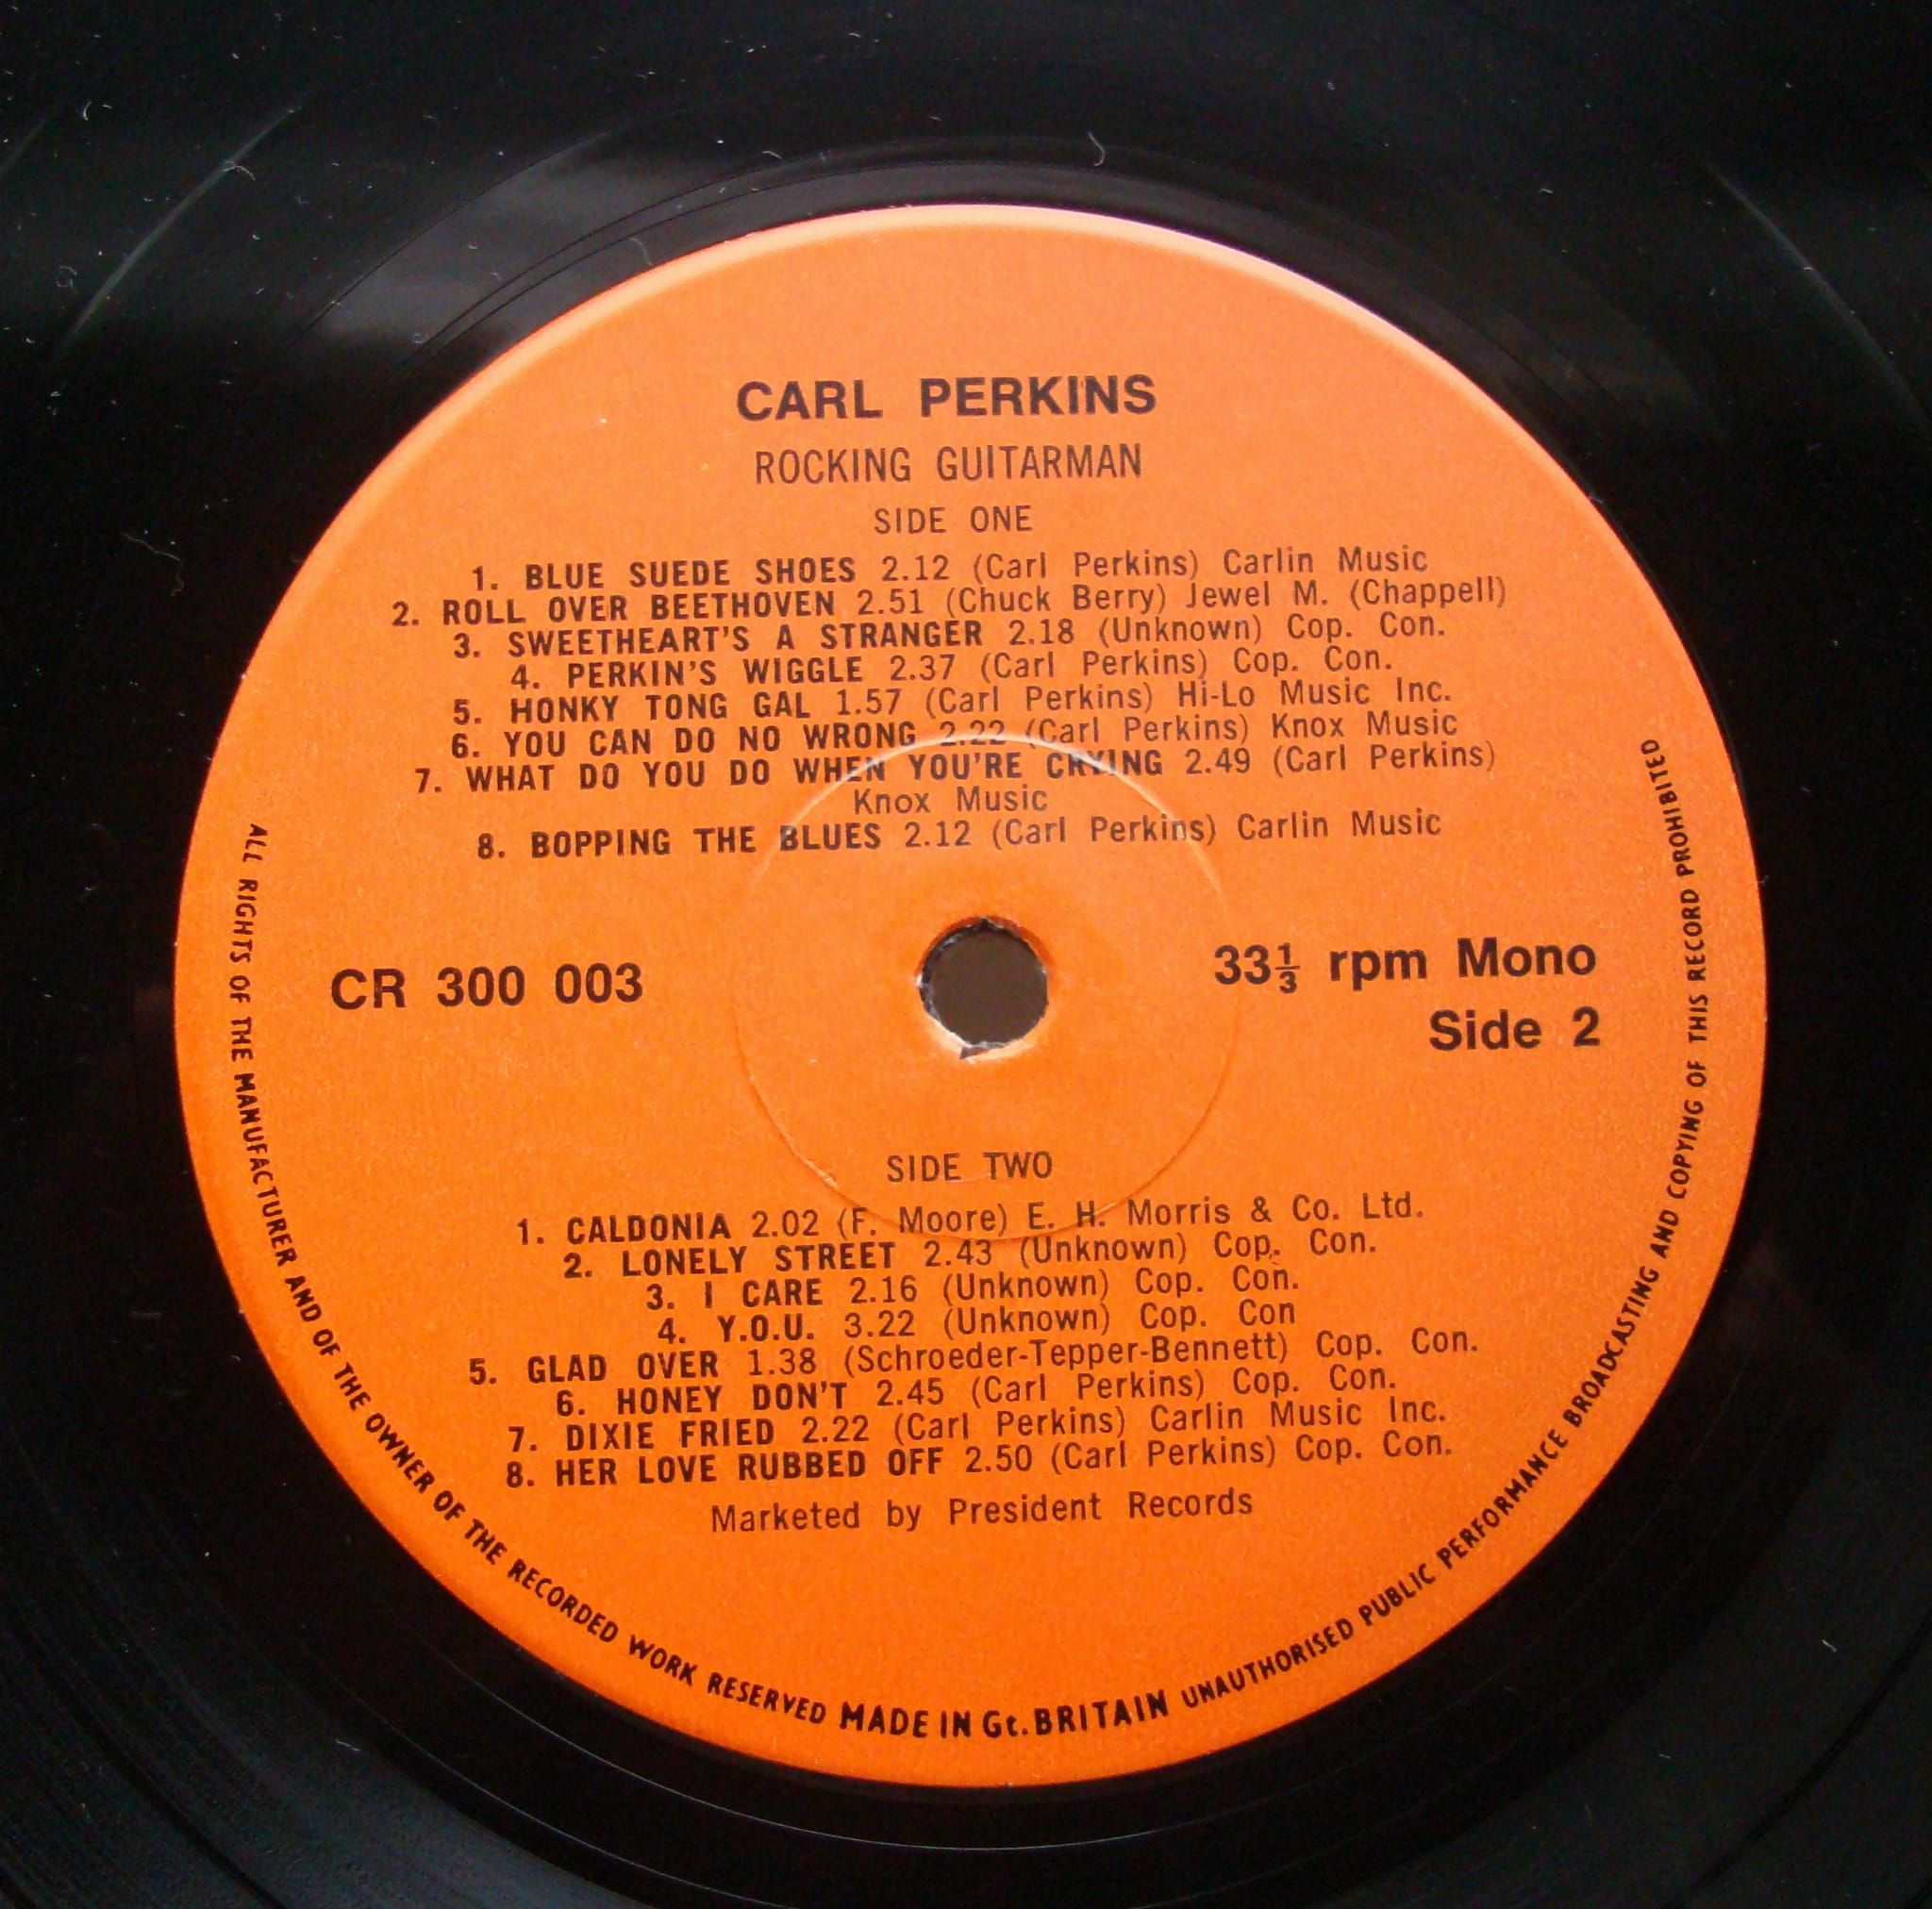 CARL PERKINS
ROCKING GUITARMAN
SIDE ONE
1. BLUE SUEDE SHOES 2.12 (Carl Perkins) Carlin Music
2. ROLL OVER BEETHOVEN 2.51 (Chuck Berry) Jewel M. (Chappell)
3. SWEETHEART'S A STRANGER 2.18 (Unknown) Cop. Con.
4. PERKIN'S WIGGLE 2.37 (Carl Perkins) Cop. Con.
5. HONKY TONG GAL 1.57 (Carl Perkins) Hi-Lo Music Inc.
6. YOU CAN DO NO WRONG 2.22 (Carl Perkins) Knox Music
7. WHAT DO YOU DO WHEN YOU'RE CRYING 2.49 (Carl Perkins)
Knox Music
8. BOPPING THE BLUES 2.12 (Carl Perkins) Carlin Music
CR 300 003
33⅓ rpm Mono
Side 2
SIDE TWO
1. CALDONIA 2.02 (F. Moore) E. H. Morris & Co. Ltd.
2. LONELY STREET 2.43 (Unknown) Cop. Con.
3. I CARE 2.16 (Unknown) Cop. Con.
4. Y.O.U. 3.22 (Unknown) Cop. Con
5. GLAD OVER 1.38 (Schroeder-Tepper-Bennett) Cop. Con.
6. HONEY DON'T 2.45 (Carl Perkins) Cop. Con.
7. DIXIE FRIED 2.22 (Carl Perkins) Carlin Music Inc.
8. HER LOVE RUBBED OFF 2.50 (Carl Perkins) Cop. Con.
Marketed by President Records
ALL RIGHTS OF THE MANUFACTURER AND OF THE OWNER OF THE RECORDED WORK RESERVED MADE IN Gt. BRITAIN UNAUTHORISED PUBLIC PERFORMANCE BROADCASTING AND COPYING OF THIS RECORD PROHIBITED